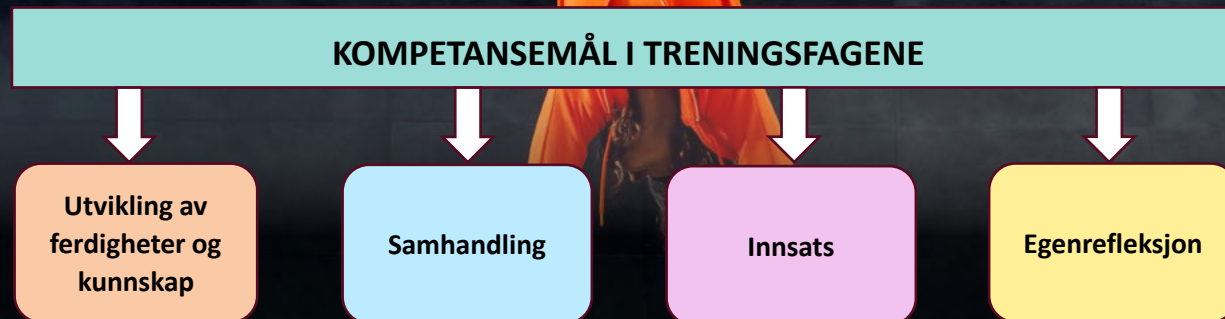 KOMPETANSEMÅL I TRENINGSFAGENE
Utvikling av
ferdigheter og
kunnskap
Samhandling
Innsats
Egenrefleksjon